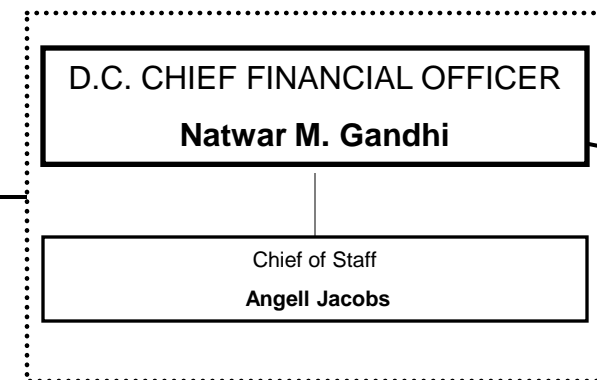 D.C. CHIEF FINANCIAL OFFICER
Natwar M. Gandhi
Chief of Staff
Angell Jacobs